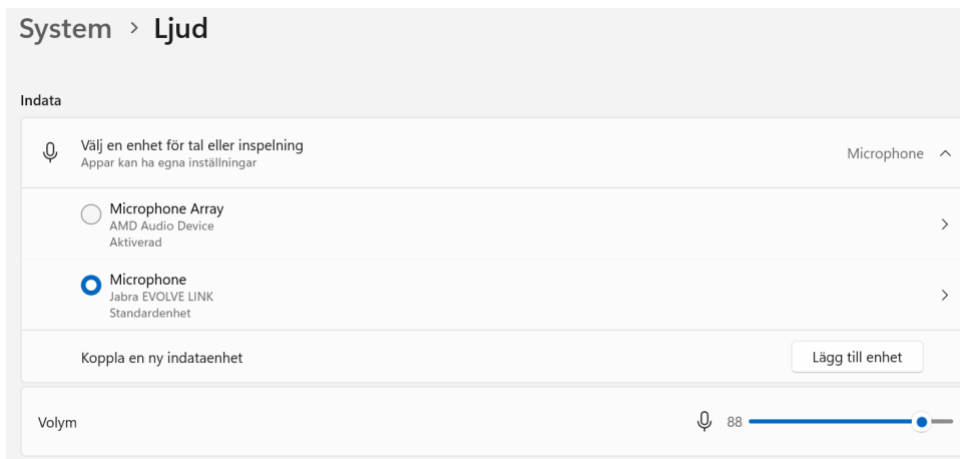 System > Ljud
Indata
Välj en enhet för tal eller inspelning
Appar kan ha egna inställningar
Microphone
Microphone Array
AMD Audio Device
Aktiverad
Microphone
Jabra EVOLVE LINK
Standardenhet
Koppla en ny indataenhet
Lägg till enhet
Volym
88